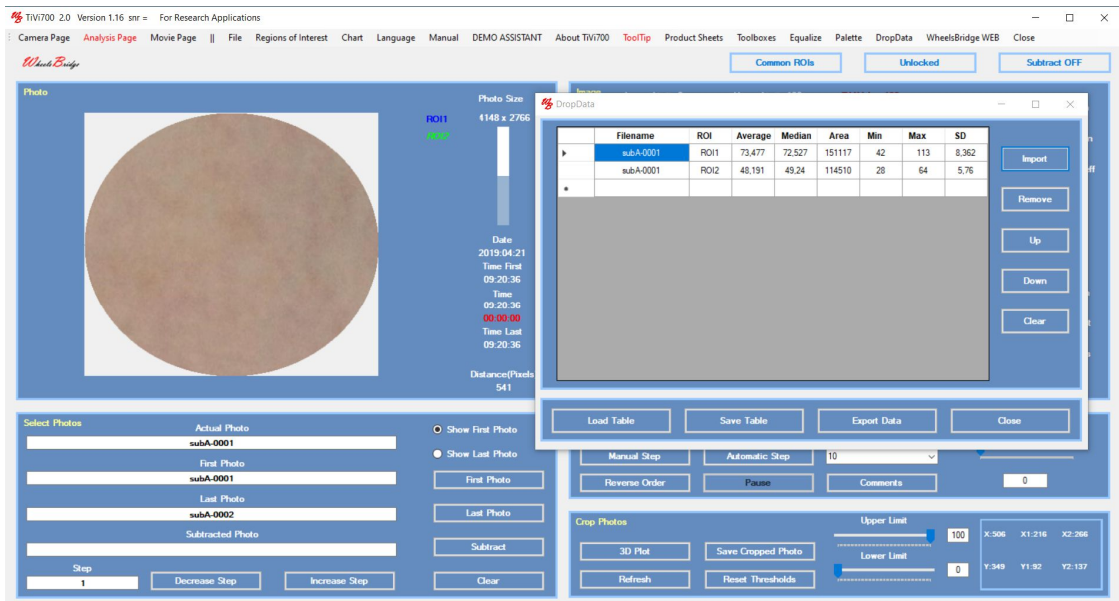 TiVi700 2.0 Version 1.16 snr = For Research Applications
Camera Page Analysis Page Movie Page || File Regions of Interest Chart Language Manual DEMO ASSISTANT About TiVi700 ToolTip Product Sheets Toolboxes Equalize Palette DropData WheelsBridge WEB Close
WheelsBridge Common ROIs Unlocked Subtract OFF
Photo
Photo Size
ROI1 4148 x 2766
ROI2
Date
2019:04:21
Time First
09:20:36
Time
09:20:36
00:00:00
Time Last
09:20:36
Distance(Pixels
541
DropData
Filename ROI Average Median Area Min Max SD
subA-0001 ROI1 73,477 72,527 151117 42 113 8,362
subA-0001 ROI2 48,191 49,24 114510 28 64 5,76
Import
Remove
Up
Down
Clear
Load Table Save Table Export Data Close
Select Photos
Actual Photo
subA-0001
First Photo
subA-0001
Last Photo
subA-0002
Subtracted Photo
Step
1 Decrease Step Increase Step
Show First Photo
Show Last Photo
First Photo
Last Photo
Subtract
Clear
Manual Step Automatic Step 10
Reverse Order Pause Comments 0
Crop Photos
Upper Limit
100
3D Plot Save Cropped Photo
Lower Limit
0
Refresh Reset Thresholds
X:506 X1:216 X2:266
Y:349 Y1:92 Y2:137